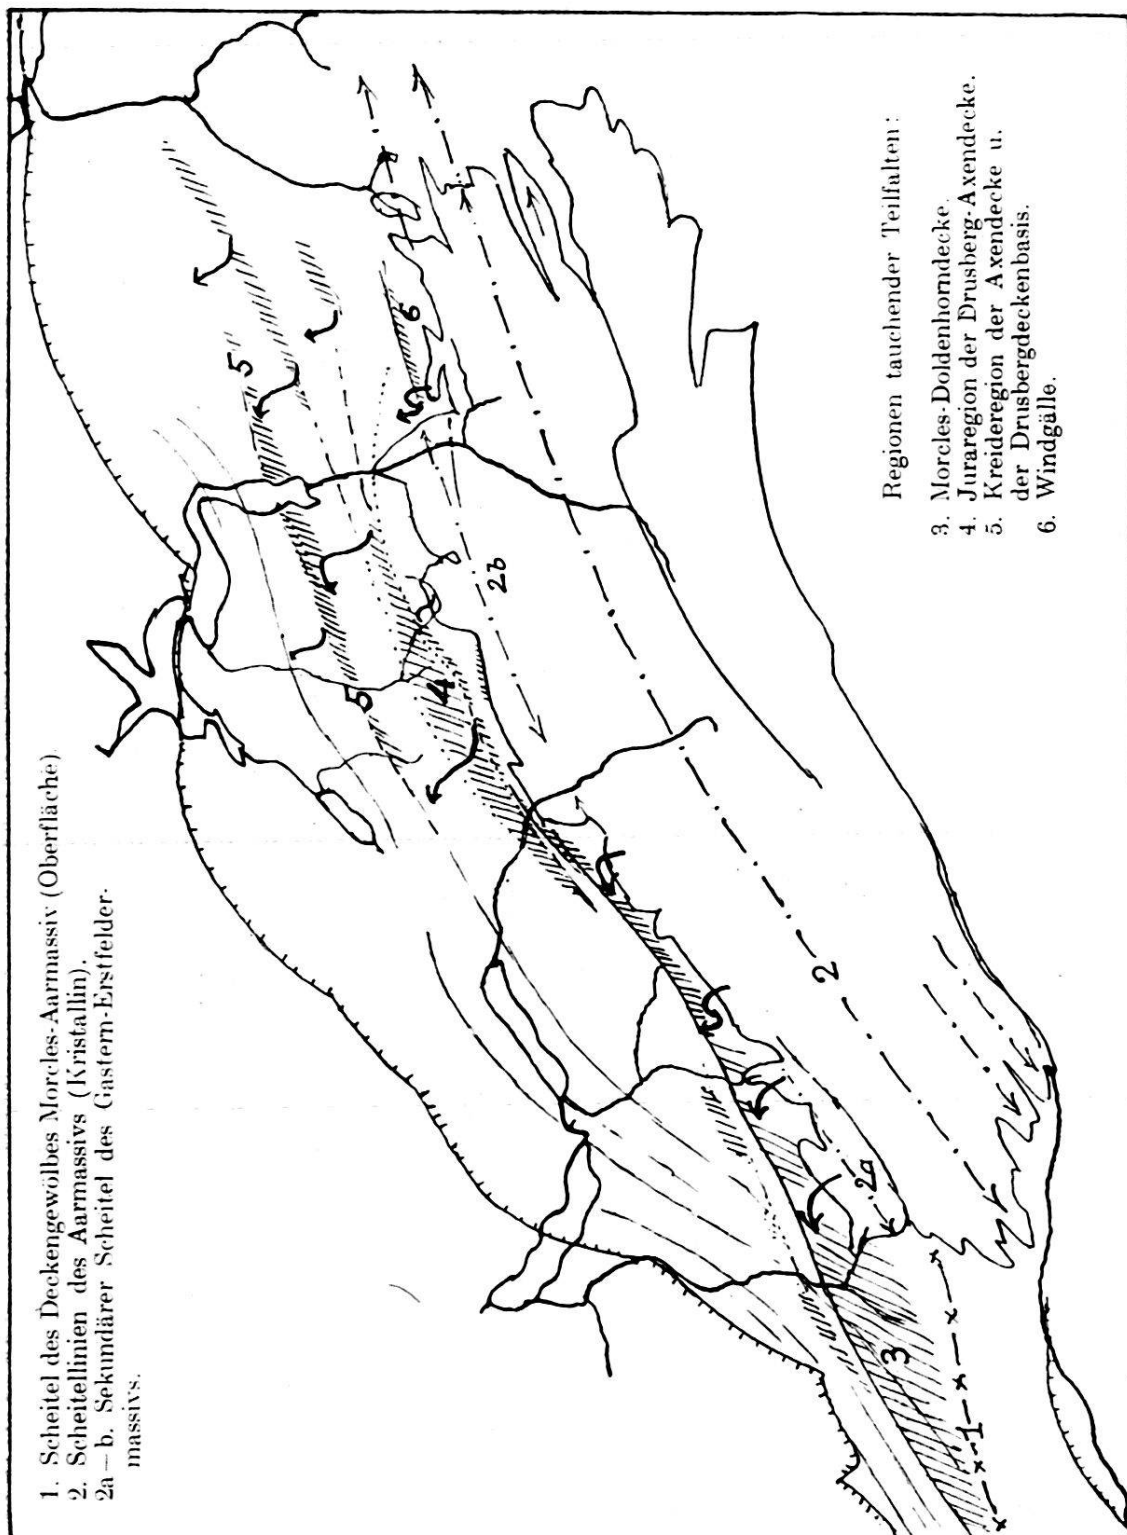 1. Scheitel des Deckengewölbes Morcles-Aarmassiv (Oberfläche)
2. Scheitellinien des Aarmassivs (Kristallin).
2a–b. Sekundärer Scheitel des Gastern-Erstfelder-
massivs.
Regionen tauchender Teilfalten:
3. Morcles-Doldenhorndecke.
4. Juraregion der Drusberg-Axendecke.
5. Kreideregion der Axendecke u.
der Drusbergdeckenbasis.
6. Windgälle.
1
3
2a
2
4
5
2b
5
6